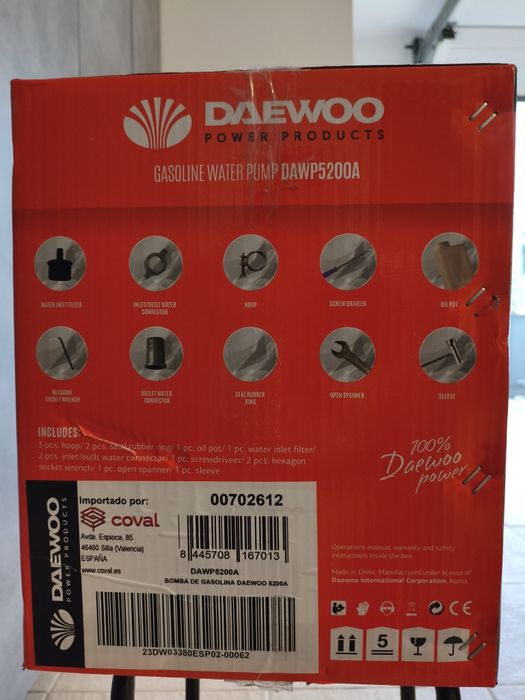 DAEWOO
POWER PRODUCTS
GASOLINE WATER PUMP DAWP5200A
WATER INLET FILTER
INLET/OUTLET WATER
CONNECTOR
HOOP
SCREW DRIVEER
OIL POT
HEXAGON
SOCKET WRENCH
OUTLET WATER
CONNECTOR
SEAL RUBBER
RING
OPEN SPANNER
SLEEVE
INCLUDES:
3 pcs. hoop/ 2 pcs. seal rubber ring/ 1 pc. oil pot/ 1 pc. water inlet filter/
2 pcs. inlet/outlt water connector/ 1 pc. screwdriveer/ 2 pcs. hexagon
socket wrench/ 1 pc. open spanner/ 1 pc. sleeve
100%
Daewoo
power
DAEWOO
POWER PRODUCTS
Importado por:
coval
Avda. Espioca, 85
46460 Silla (Valencia)
ESPAÑA
www.coval.es
00702612
8 445708 167013
DAWP5200A
BOMBA DE GASOLINA DAEWOO 5200A
23DW03380ESP02-00062
Operations manual, warranty and safety
instructions inside the box.
Made in China. Manufactured under license of
Daewoo International Corporation, Korea
CE
5